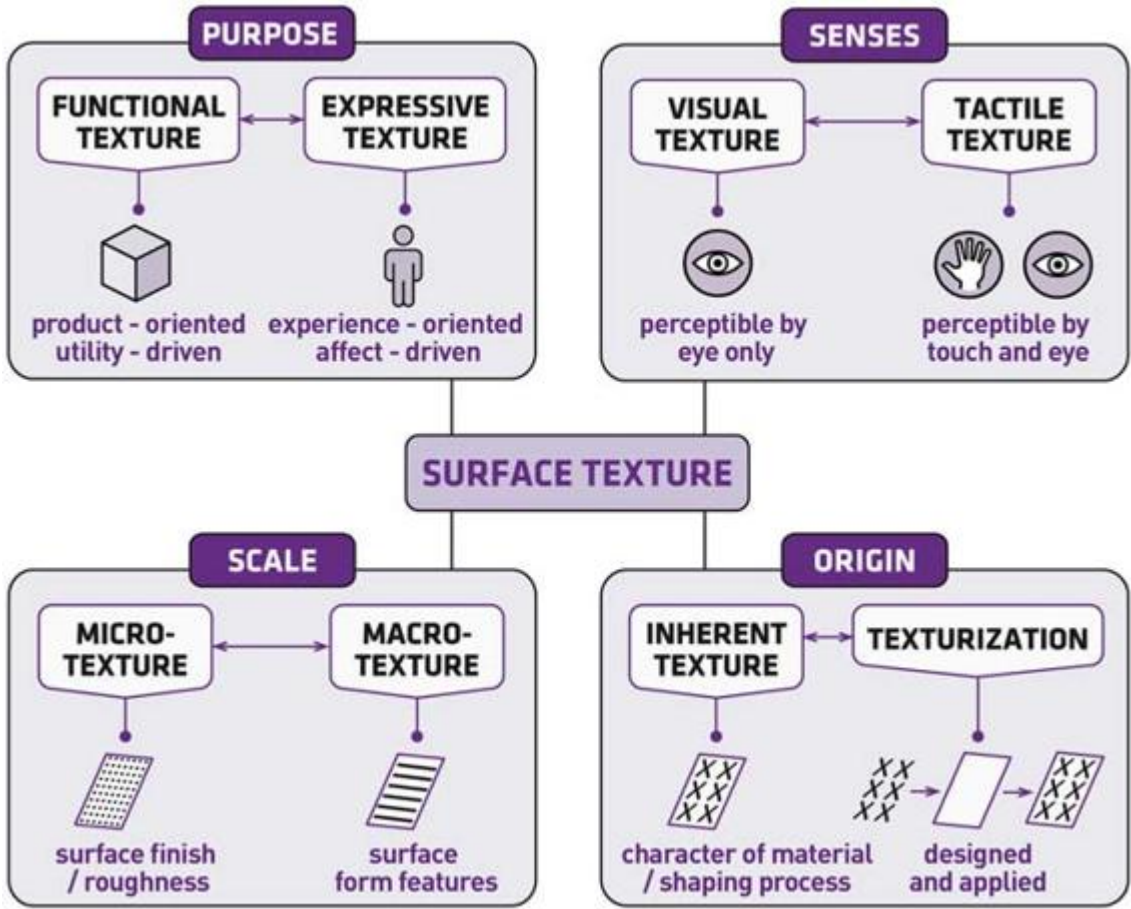 PURPOSE
FUNCTIONAL
TEXTURE
EXPRESSIVE
TEXTURE
product - oriented
utility - driven
experience - oriented
affect - driven
SENSES
VISUAL
TEXTURE
TACTILE
TEXTURE
perceptible by
eye only
perceptible by
touch and eye
SURFACE TEXTURE
SCALE
MICRO-
TEXTURE
MACRO-
TEXTURE
surface finish
/ roughness
surface
form features
ORIGIN
INHERENT
TEXTURE
TEXTURIZATION
character of material
/ shaping process
designed
and applied